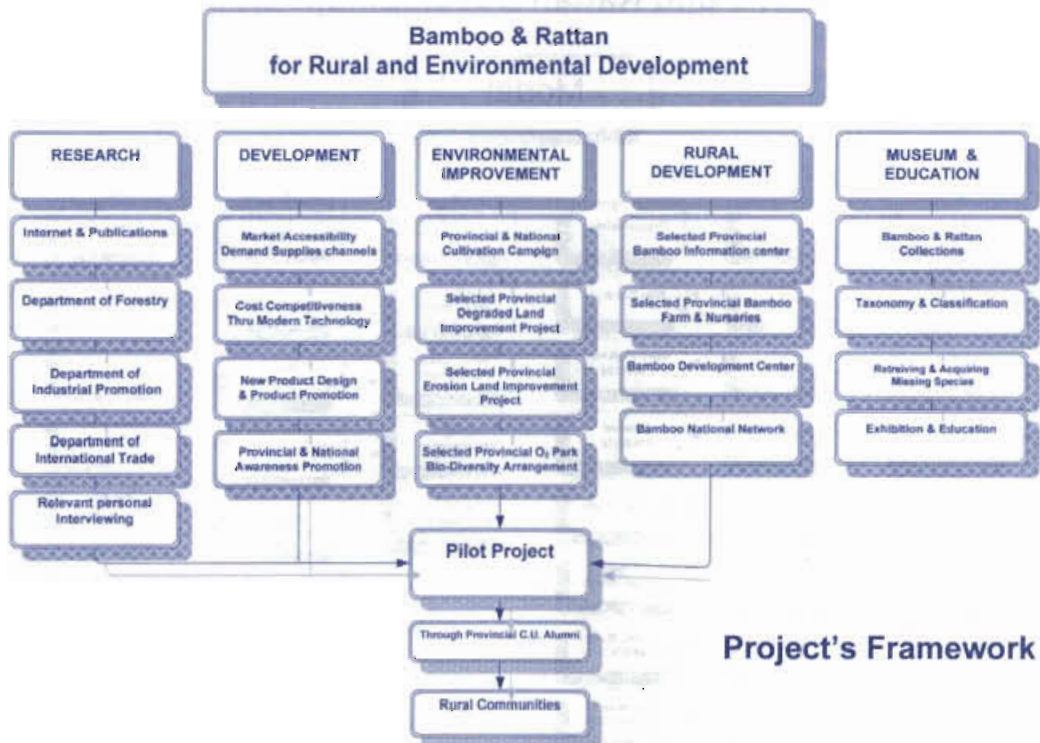 Bamboo & Rattan
for Rural and Environmental Development
RESEARCH
Internet & Publications
Department of Forestry
Department of
Industrial Promotion
Department of
International Trade
Relevant personal
Interviewing
DEVELOPMENT
Market Accessibility
Demand Supplies channels
Cost Competitiveness
Thru Modern Technology
New Product Design
& Product Promotion
Provincial & National
Awareness Promotion
ENVIRONMENTAL
IMPROVEMENT
Provincial & National
Cultivation Campign
Selected Provincial
Degraded Land
Improvement Project
Selected Provincial
Erosion Land Improvement
Project
Selected Provincial O₂ Park
Bio-Diversity Arrangement
RURAL
DEVELOPMENT
Selected Provincial
Bamboo Information center
Selected Provincial Bamboo
Farm & Nurseries
Bamboo Development Center
Bamboo National Network
MUSEUM &
EDUCATION
Bamboo & Rattan
Collections
Taxonomy & Classification
Retreiving & Acquiring
Missing Species
Exhibition & Education
Pilot Project
Through Provincial C.U. Alumni
Rural Communities
Project's Framework